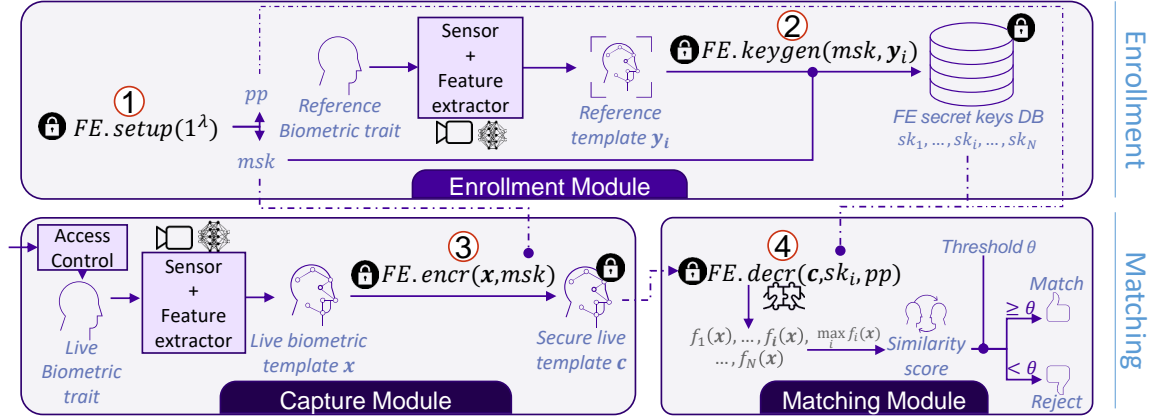 1
FE.setup(1^λ)
pp
msk
Reference
Biometric trait
Sensor
+
Feature
extractor
Reference
template y_i
2
FE.keygen(msk, y_i)
FE secret keys DB
sk_1, …, sk_i, …, sk_N
Enrollment Module
Enrollment
Access
Control
Live
Biometric
trait
Sensor
+
Feature
extractor
Live biometric
template x
3
FE.encr(x,msk)
Secure live
template c
Capture Module
4
FE.decr(c,sk_i,pp)
f_1(x), …, f_i(x),
…, f_N(x)
max_i f_i(x)
Similarity
score
Threshold θ
≥ θ
Match
< θ
Reject
Matching Module
Matching